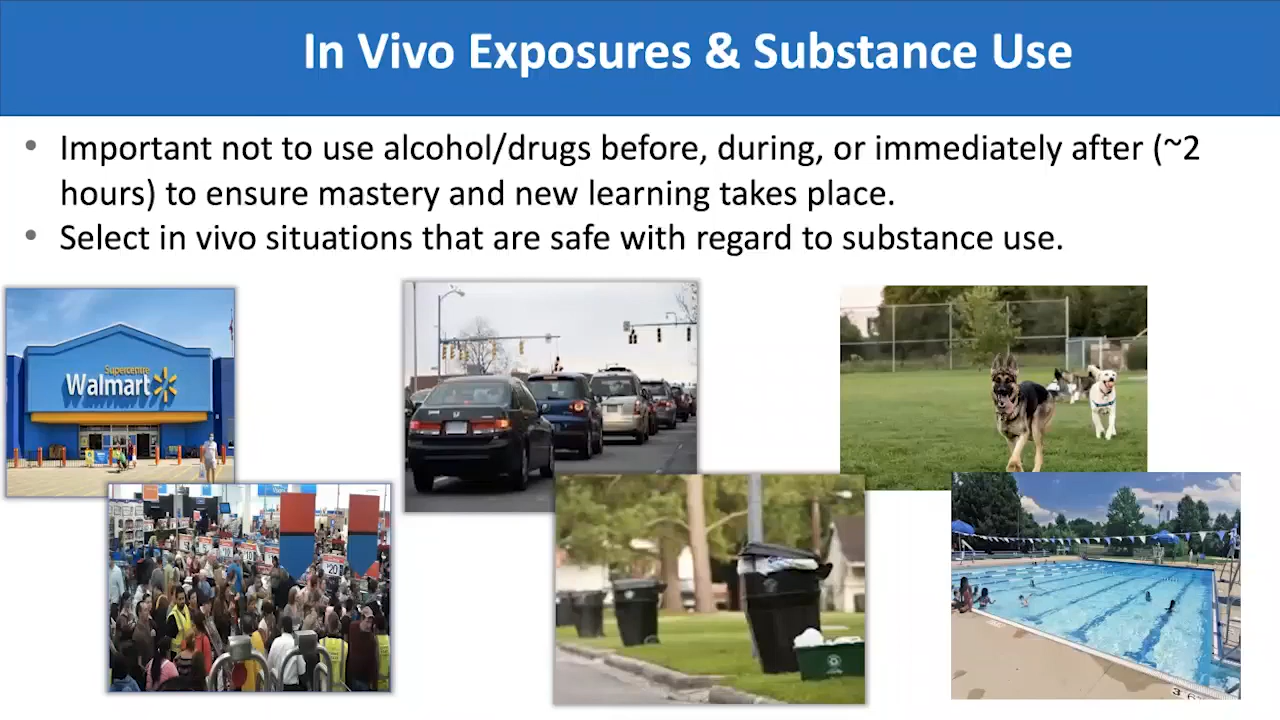 In Vivo Exposures & Substance Use
• Important not to use alcohol/drugs before, during, or immediately after (~2
hours) to ensure mastery and new learning takes place.
• Select in vivo situations that are safe with regard to substance use.
Supercentre
Walmart